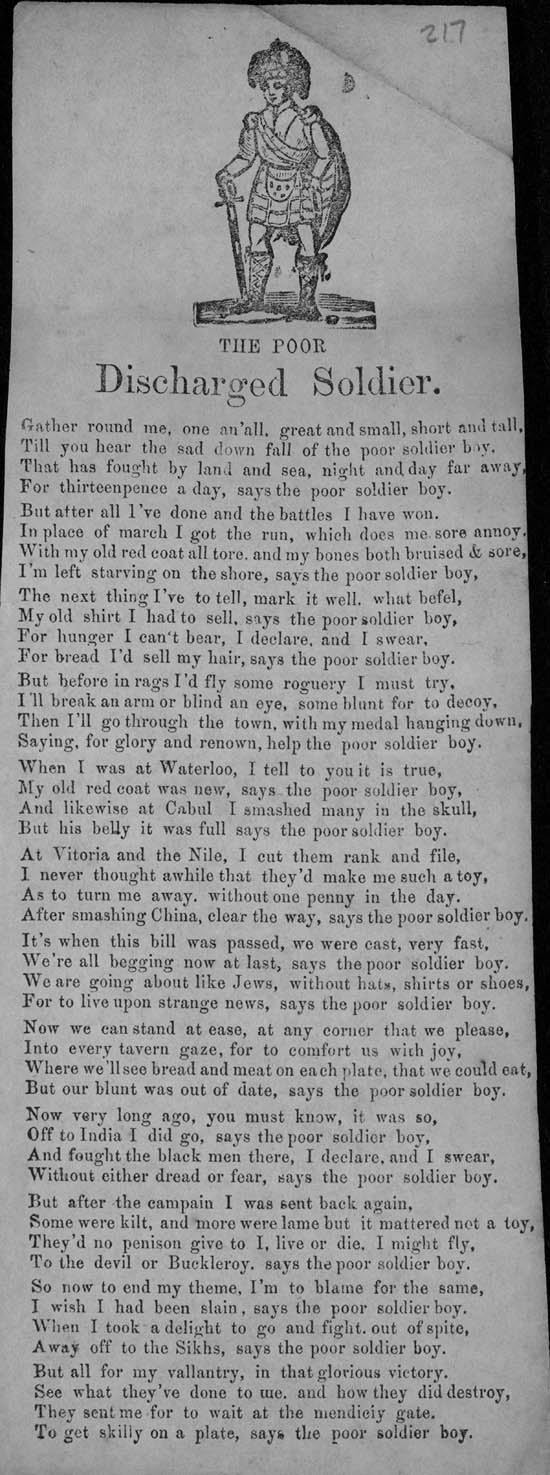 217
THE POOR
Discharged Soldier.
Gather round me, one an'all, great and small, short and tall,
Till you hear the sad down fall of the poor soldier boy.
That has fought by land and sea, night and day far away,
For thirteenpence a day, says the poor soldier boy.
But after all 1've done and the battles I have won.
In place of march I got the run, which does me sore annoy.
With my old red coat all tore. and my bones both bruised & sore,
I'm left starving on the shore, says the poor soldier boy,
The next thing I've to tell, mark it well. what befel,
My old shirt I had to sell, says the poor soldier boy,
For hunger I can't bear, I declare, and I swear,
For bread I'd sell my hair, says the poor soldier boy.
But before in rags I'd fly some roguery I must try,
I'll break an arm or blind an eye, some blunt for to decoy,
Then I'll go through the town, with my medal hanging down,
Saying, for glory and renown, help the poor soldier boy.
When I was at Waterloo, I tell to you it is true,
My old red coat was new, says the poor soldier boy,
And likewise at Cabul I smashed many in the skull,
But his belly it was full says the poor soldier boy.
At Vitoria and the Nile, I cut them rank and file,
I never thought awhile that they'd make me such a toy,
As to turn me away. without one penny in the day.
After smashing China, clear the way, says the poor soldier boy.
It's when this bill was passed, we were cast, very fast,
We're all begging now at last, says the poor soldier boy.
We are going about like Jews, without hats, shirts or shoes,
For to live upon strange news, says the poor soldier boy.
Now we can stand at ease, at any corner that we please,
Into every tavern gaze, for to comfort us with joy,
Where we'll see bread and meat on each plate, that we could eat,
But our blunt was out of date, says the poor soldier boy.
Now very long ago, you must know, it was so,
Off to India I did go, says the poor soldier boy,
And fought the black men there, I declare, and I swear,
Without either dread or fear, says the poor soldier boy.
But after the campain I was sent back again,
Some were kilt, and more were lame but it mattered not a toy,
They'd no penison give to I, live or die, I might fly,
To the devil or Buckleroy. says the poor soldier boy.
So now to end my theme, I'm to blame for the same,
I wish I had been slain, says the poor soldier boy.
When I took a delight to go and fight. out of spite,
Away off to the Sikhs, says the poor soldier boy.
But all for my vallantry, in that glorious victory.
See what they've done to me. and how they did destroy,
They sent me for to wait at the mendiciy gate.
To get skilly on a plate, says the poor soldier boy.